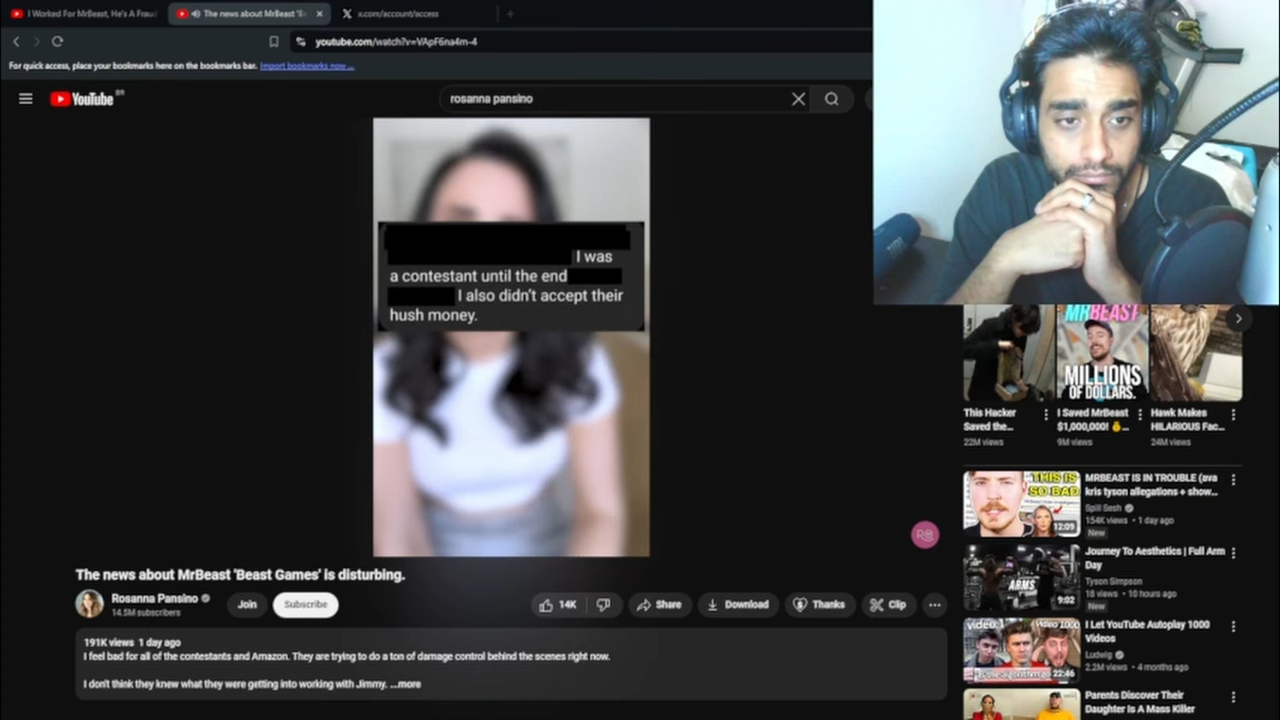 I Worked For MrBeast, He's A Frau
The news about MrBeast 'B
x.com/account/access
youtube.com/watch?v=VApF6na4m-4
For quick access, place your bookmarks here on the bookmarks bar. Import bookmarks now...
YouTube BR
rosanna pansino
I was
a contestant until the end
I also didn't accept their
hush money.
The news about MrBeast 'Beast Games' is disturbing.
Rosanna Pansino
14.5M subscribers
Join
Subscribe
14K
Share
Download
Thanks
Clip
191K views 1 day ago
I feel bad for all of the contestants and Amazon. They are trying to do a ton of damage control behind the scenes right now.
I don't think they knew what they were getting into working with Jimmy. ...more
MRBEAST
MILLIONS
OF DOLLARS.
This Hacker
Saved the...
22M views
I Saved MrBeast
$1,000,000!
9M views
Hawk Makes
HILARIOUS Fac...
24M views
THIS IS
SO BAD
12:09
MRBEAST IS IN TROUBLE (ava
kris tyson allegations + show...
Spill Sesh
154K views • 1 day ago
New
ARMS
9:02
Journey To Aesthetics | Full Arm
Day
Tyson Simpson
18 views • 10 hours ago
New
video 1
video 1000
22:46
I Let YouTube Autoplay 1000
Videos
Ludwig
2.2M views • 4 months ago
Parents Discover Their
Daughter Is A Mass Killer